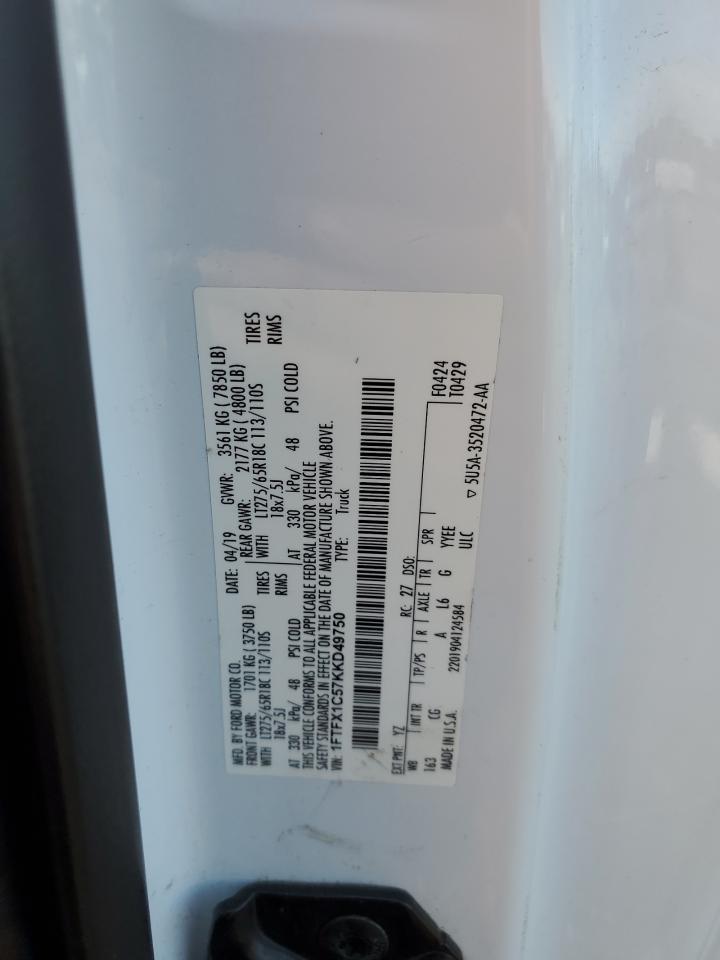 MFD. BY FORD MOTOR CO. DATE: 04/19 GVWR: 3561 KG ( 7850 LB)
FRONT GAWR: 1701 KG ( 3750 LB) REAR GAWR: 2177 KG ( 4800 LB)
WITH LT275/65R18C 113/110S TIRES WITH LT275/65R18C 113/110S TIRES
18x7.5J RIMS 18x7.5J RIMS
AT 330 kPa/ 48 PSI COLD AT 330 kPa/ 48 PSI COLD
THIS VEHICLE CONFORMS TO ALL APPLICABLE FEDERAL MOTOR VEHICLE
SAFETY STANDARDS IN EFFECT ON THE DATE OF MANUFACTURE SHOWN ABOVE.
VIN: 1FTFX1C57KKD49750 TYPE: Truck
EXT PNT: YZ RC: 27 DSO: F0424
T0429
WB INT TR TP/PS R AXLE TR SPR
163 CG A L6 G YYEE
ULC
MADE IN U.S.A. 2201904124584
▽ 5U5A-3520472-AA